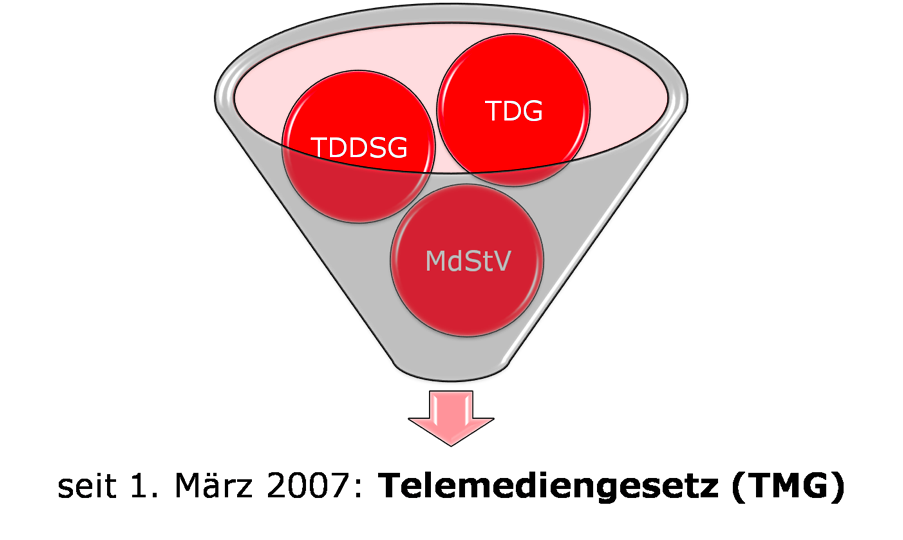 TDG
TDDSG
MdStV
seit 1. März 2007: Telemediengesetz (TMG)